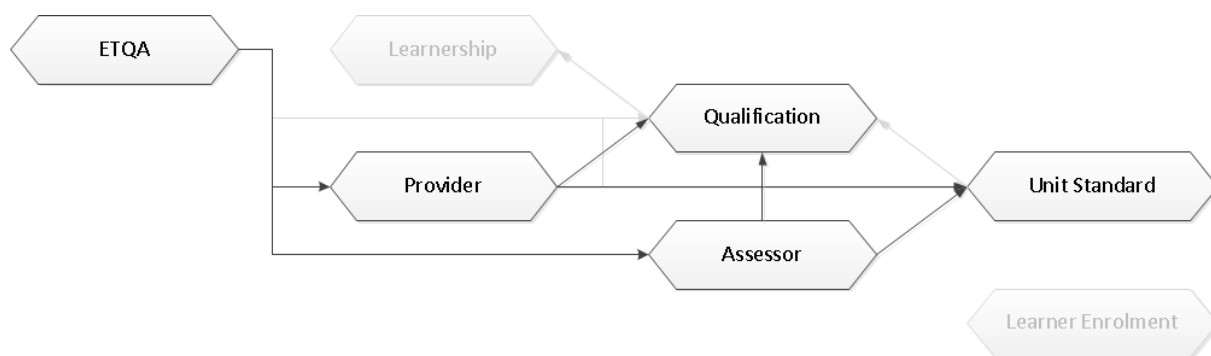 ETQA
Learnership
Qualification
Provider
Unit Standard
Assessor
Learner Enrolment